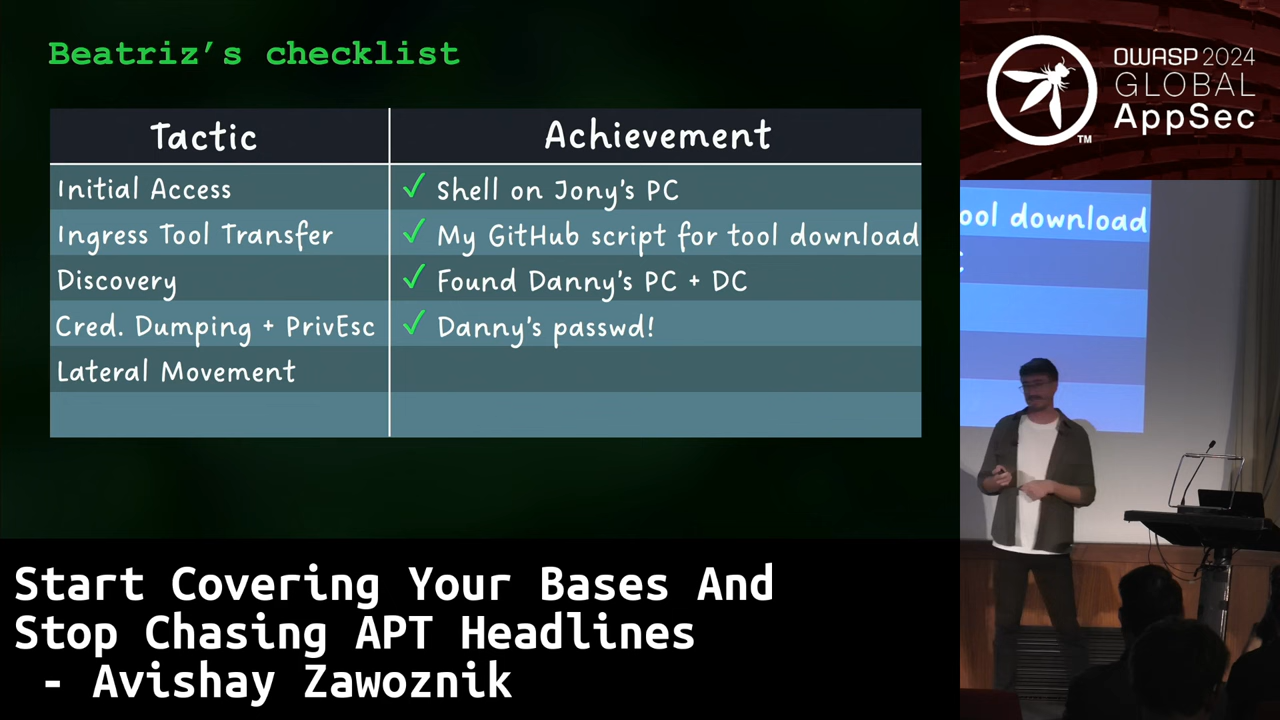 Beatriz's checklist
Tactic
Achievement
Initial Access
✓ Shell on Jony's PC
Ingress Tool Transfer
✓ My GitHub script for tool download
Discovery
✓ Found Danny's PC + DC
Cred. Dumping + PrivEsc
✓ Danny's passwd!
Lateral Movement
OWASP 2024
GLOBAL
AppSec
TM
tool download
Start Covering Your Bases And
Stop Chasing APT Headlines
- Avishay Zawoznik